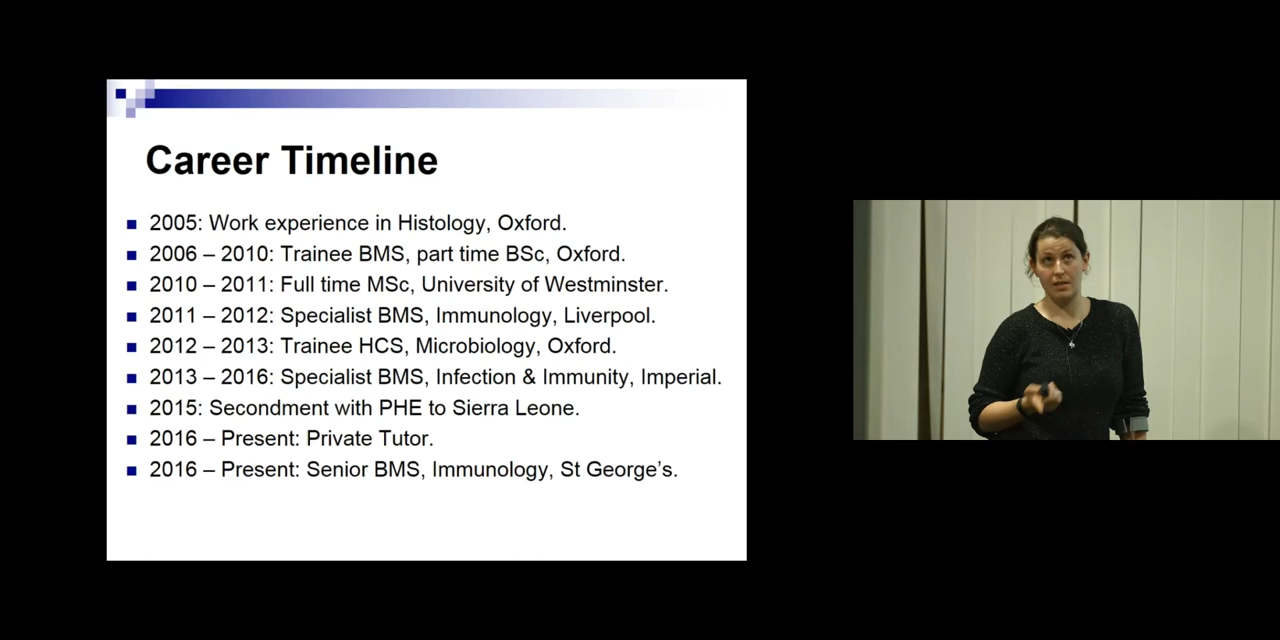 Career Timeline
2005: Work experience in Histology, Oxford.
2006 – 2010: Trainee BMS, part time BSc, Oxford.
2010 – 2011: Full time MSc, University of Westminster.
2011 – 2012: Specialist BMS, Immunology, Liverpool.
2012 – 2013: Trainee HCS, Microbiology, Oxford.
2013 – 2016: Specialist BMS, Infection & Immunity, Imperial.
2015: Secondment with PHE to Sierra Leone.
2016 – Present: Private Tutor.
2016 – Present: Senior BMS, Immunology, St George’s.